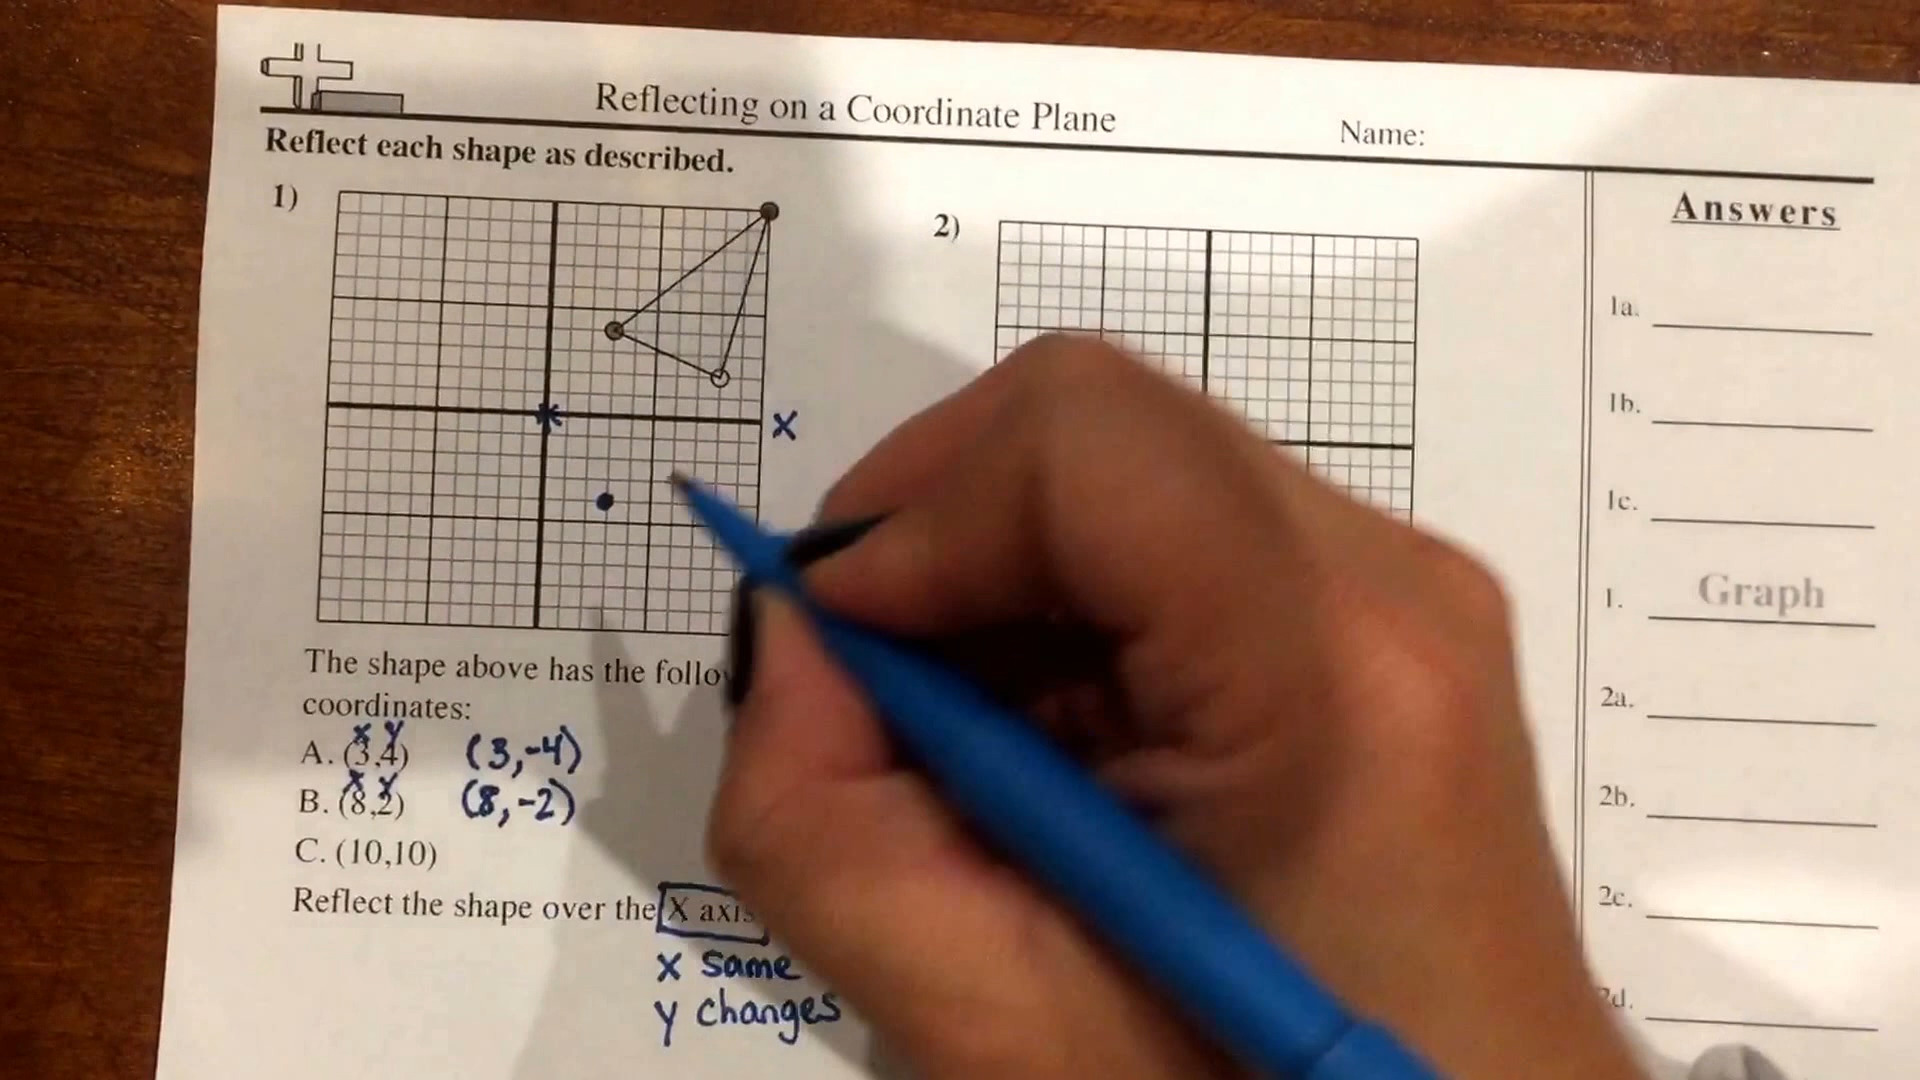 Reflecting on a Coordinate Plane
Name:
Reflect each shape as described.
Answers
1)
2)
x
1a.
1b.
1c.
1. Graph
2a.
2b.
2c.
2d.
The shape above has the
coordinates:
x y
A. (3,4) (3,-4)
x y
B. (8,2) (8,-2)
C. (10,10)
Reflect the shape over the X axis
x same
y changes